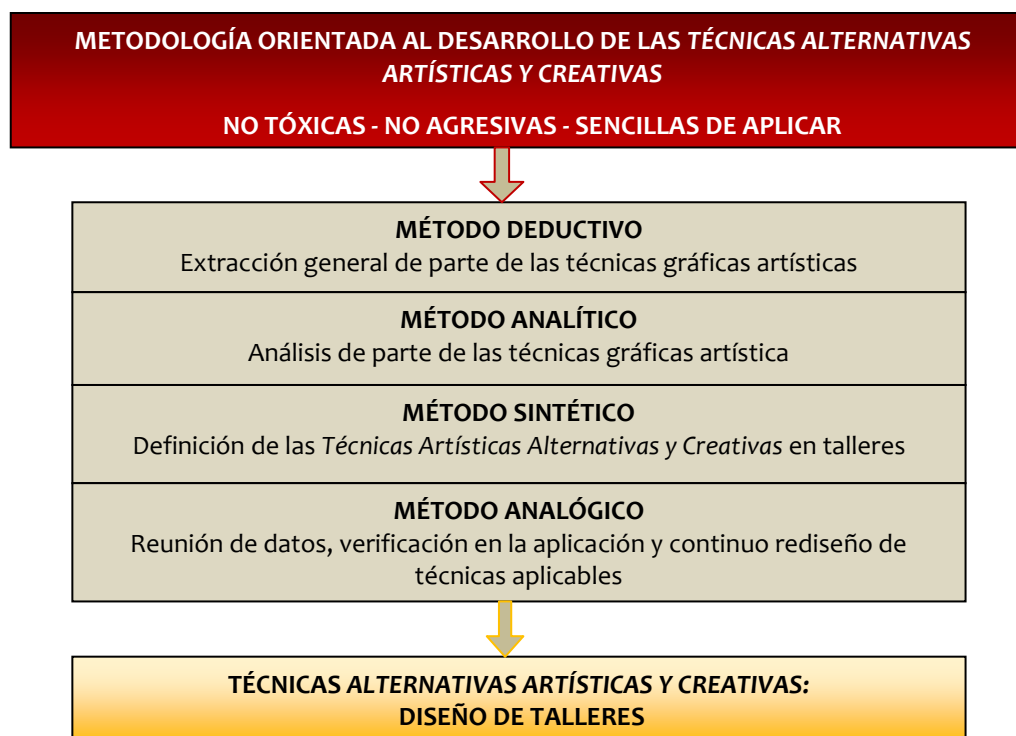 METODOLOGÍA ORIENTADA AL DESARROLLO DE LAS TÉCNICAS ALTERNATIVAS
ARTÍSTICAS Y CREATIVAS
NO TÓXICAS - NO AGRESIVAS - SENCILLAS DE APLICAR
MÉTODO DEDUCTIVO
Extracción general de parte de las técnicas gráficas artísticas
MÉTODO ANALÍTICO
Análisis de parte de las técnicas gráficas artística
MÉTODO SINTÉTICO
Definición de las Técnicas Artísticas Alternativas y Creativas en talleres
MÉTODO ANALÓGICO
Reunión de datos, verificación en la aplicación y continuo rediseño de
técnicas aplicables
TÉCNICAS ALTERNATIVAS ARTÍSTICAS Y CREATIVAS:
DISEÑO DE TALLERES